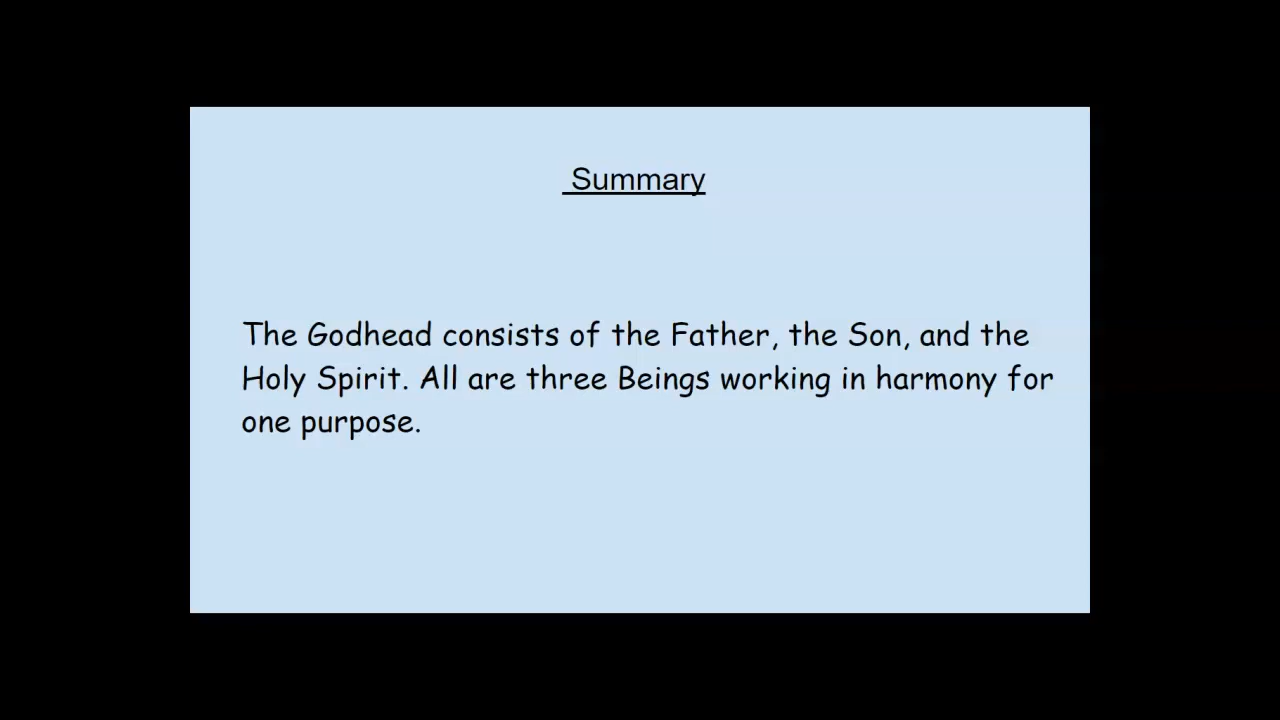 Summary
The Godhead consists of the Father, the Son, and the
Holy Spirit. All are three Beings working in harmony for
one purpose.